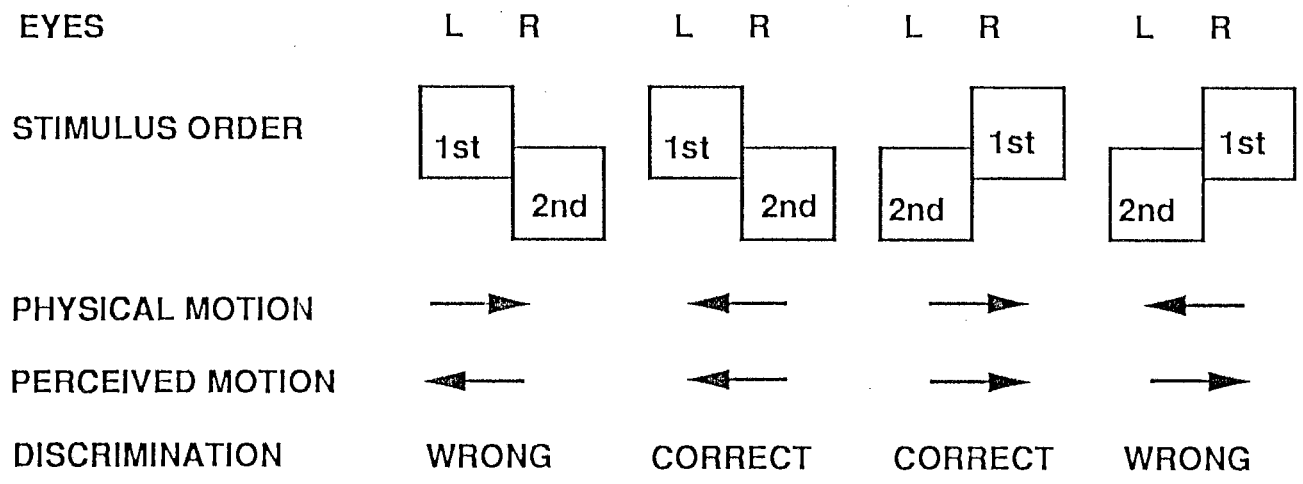 EYES L R L R L R L R
STIMULUS ORDER 1st 1st 1st 1st
2nd 2nd 2nd 2nd
PHYSICAL MOTION
PERCEIVED MOTION
DISCRIMINATION WRONG CORRECT CORRECT WRONG